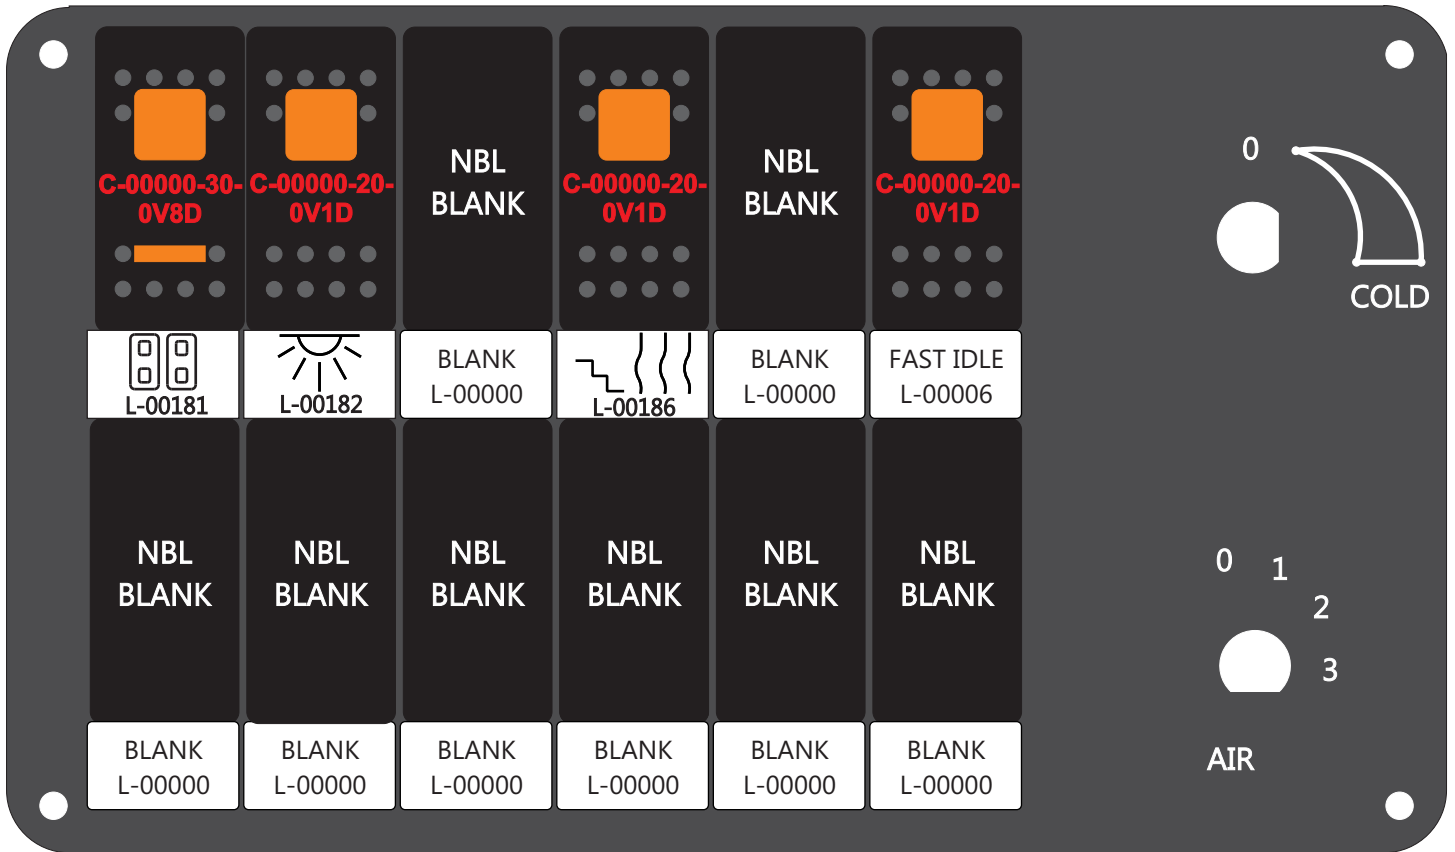 C-00000-30-
0V8D
C-00000-20-
0V1D
NBL
BLANK
C-00000-20-
0V1D
NBL
BLANK
C-00000-20-
0V1D
0
COLD
L-00181
L-00182
BLANK
L-00000
L-00186
BLANK
L-00000
FAST IDLE
L-00006
NBL
BLANK
NBL
BLANK
NBL
BLANK
NBL
BLANK
NBL
BLANK
NBL
BLANK
0
1
2
3
AIR
BLANK
L-00000
BLANK
L-00000
BLANK
L-00000
BLANK
L-00000
BLANK
L-00000
BLANK
L-00000